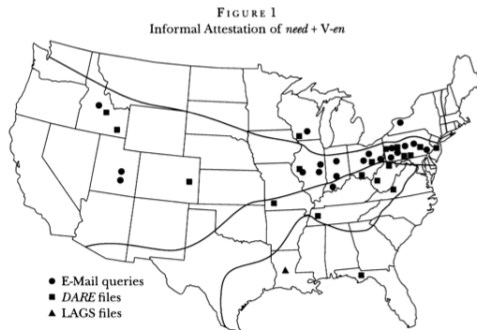 FIGURE 1
Informal Attestation of need + V-en
E-Mail queries
DARE files
LAGS files